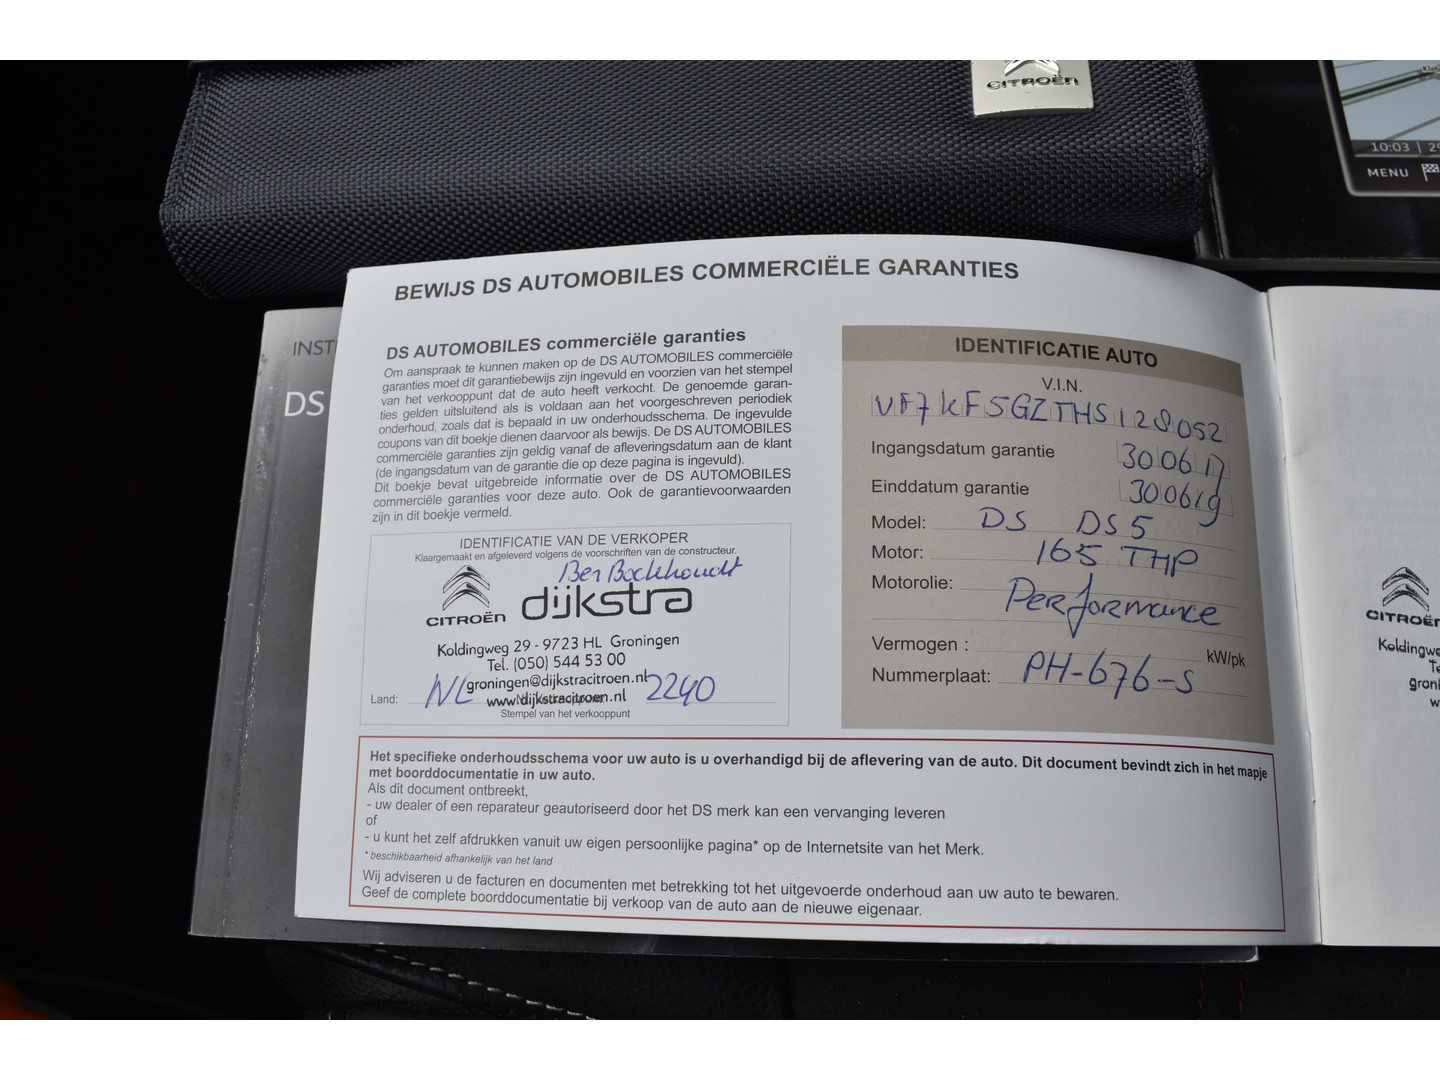 CITROËN
10:03 | 29
MENU
INST
DS
BEWIJS DS AUTOMOBILES COMMERCIËLE GARANTIES
DS AUTOMOBILES commerciële garanties
Om aanspraak te kunnen maken op de DS AUTOMOBILES commerciële
garanties moet dit garantiebewijs zijn ingevuld en voorzien van het stempel
van het verkooppunt dat de auto heeft verkocht. De genoemde garan-
ties gelden uitsluitend als is voldaan aan het voorgeschreven periodiek
onderhoud, zoals dat is bepaald in uw onderhoudsschema. De ingevulde
coupons van dit boekje dienen daarvoor als bewijs. De DS AUTOMOBILES
commerciële garanties zijn geldig vanaf de afleveringsdatum aan de klant
(de ingangsdatum van de garantie die op deze pagina is ingevuld).
Dit boekje bevat uitgebreide informatie over de DS AUTOMOBILES
commerciële garanties voor deze auto. Ook de garantievoorwaarden
zijn in dit boekje vermeld.
IDENTIFICATIE VAN DE VERKOPER
Klaargemaakt en afgeleverd volgens de voorschriften van de constructeur.
Ben Bockhoudt
CITROËN dijkstra
Koldingweg 29 - 9723 HL Groningen
Tel. (050) 544 53 00
groningen@dijkstracitroen.nl
www.dijkstracitroen.nl
Land: NL 2240
Stempel van het verkooppunt
IDENTIFICATIE AUTO
V.I.N.
VF7KF5GZTHS128052
Ingangsdatum garantie 300617
Einddatum garantie 300619
Model: DS DS5
Motor: 165 THP
Motorolie: Performance
Vermogen : kW/pk
Nummerplaat: PH-676-S
Het specifieke onderhoudsschema voor uw auto is u overhandigd bij de aflevering van de auto. Dit document bevindt zich in het mapje
met boorddocumentatie in uw auto.
Als dit document ontbreekt,
- uw dealer of een reparateur geautoriseerd door het DS merk kan een vervanging leveren
of
- u kunt het zelf afdrukken vanuit uw eigen persoonlijke pagina* op de Internetsite van het Merk.
* beschikbaarheid afhankelijk van het land
Wij adviseren u de facturen en documenten met betrekking tot het uitgevoerde onderhoud aan uw auto te bewaren.
Geef de complete boorddocumentatie bij verkoop van de auto aan de nieuwe eigenaar.
CITROËN
Koldingwe
Te
groni
w